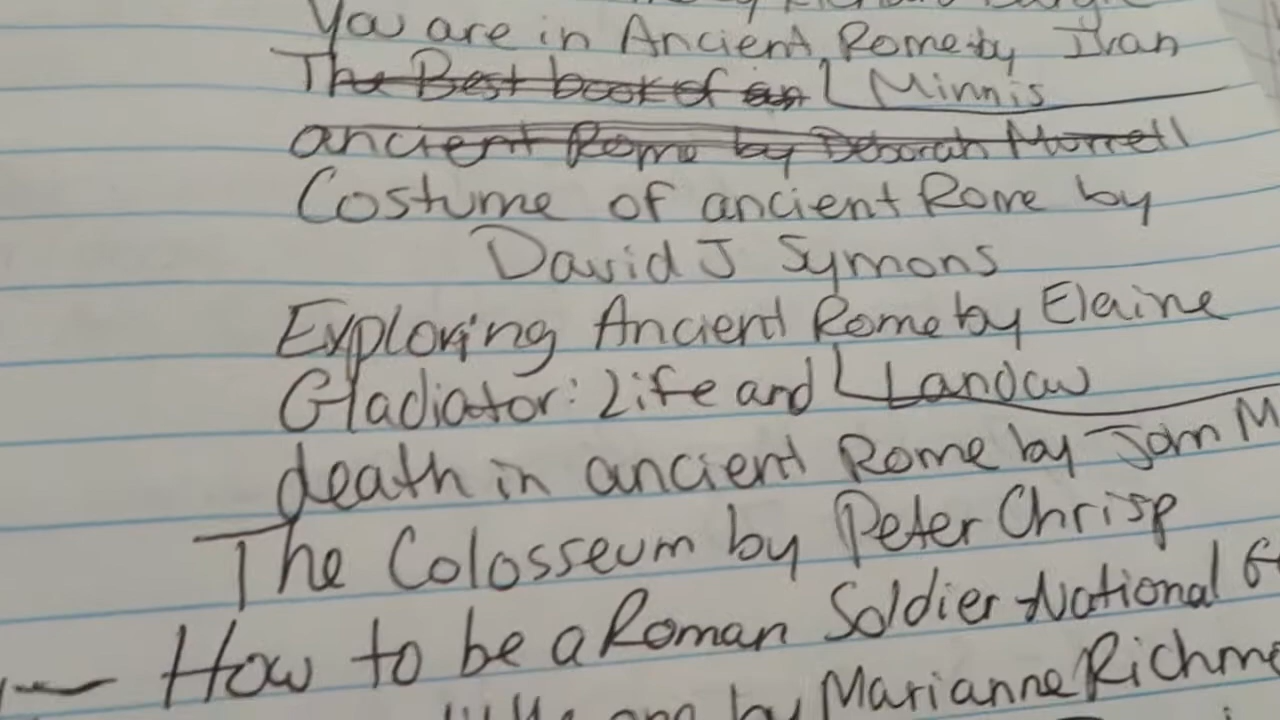 You are in Ancient Rome by Ivan
The Best book of an Minnis
ancient Rome by Deborah Murrell
Costume of ancient Rome by
David J Symons
Exploring Ancient Rome by Elaine
Gladiator: Life and Landau
death in ancient Rome by John M
The Colosseum by Peter Chrisp
How to be a Roman Soldier National
by Marianne Richm